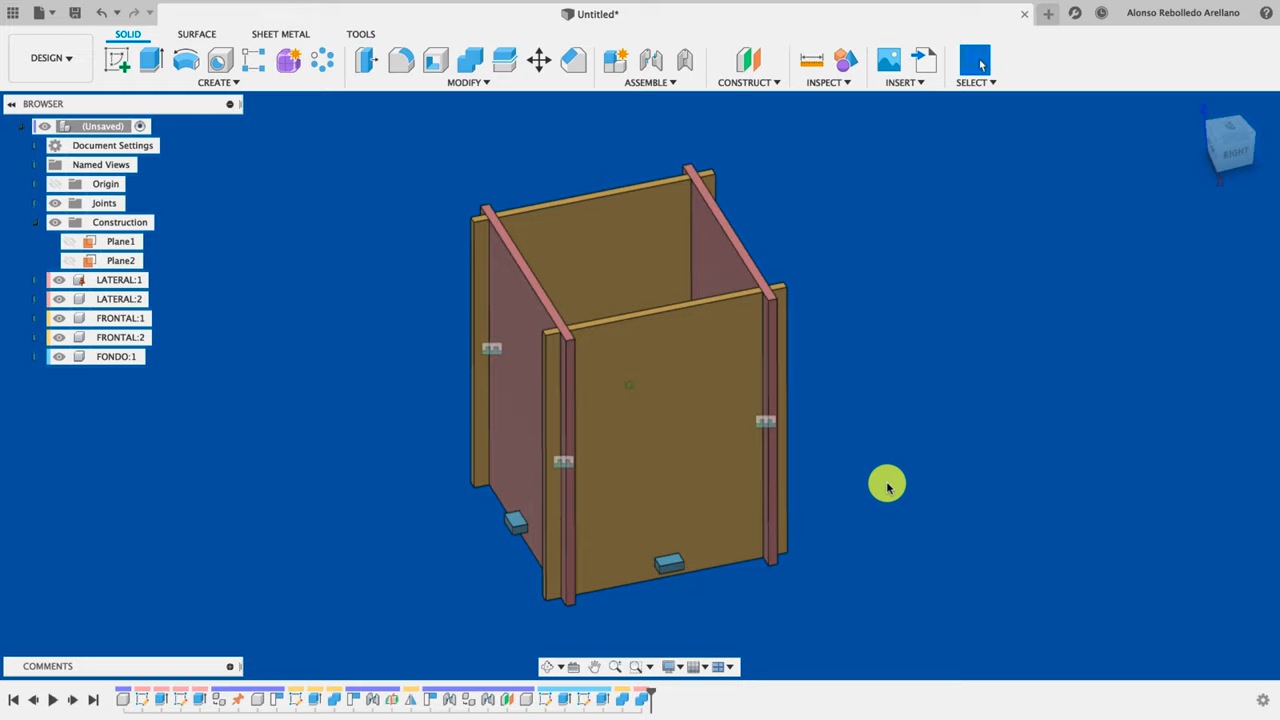 Untitled*
Alonso Rebolledo Arellano
DESIGN
SOLID
SURFACE
SHEET METAL
TOOLS
CREATE
MODIFY
ASSEMBLE
CONSTRUCT
INSPECT
INSERT
SELECT
BROWSER
(Unsaved)
Document Settings
Named Views
Origin
Joints
Construction
Plane1
Plane2
LATERAL:1
LATERAL:2
FRONTAL:1
FRONTAL:2
FONDO:1
RIGHT
COMMENTS